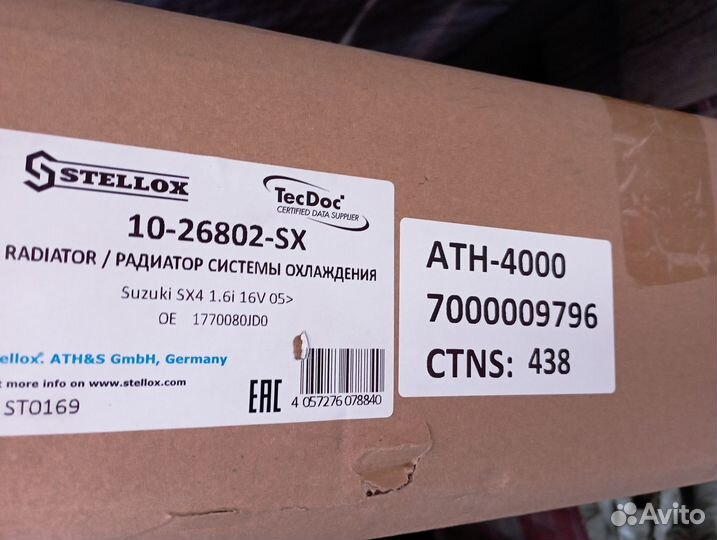 STELLOX
TecDoc
CERTIFIED DATA SUPPLIER
10-26802-SX
RADIATOR / РАДИАТОР СИСТЕМЫ ОХЛАЖДЕНИЯ
Suzuki SX4 1.6i 16V 05>
OE 1770080JD0
ellox. ATH&S GmbH, Germany
more info on www.stellox.com
ST0169
EAC
4 057276 078840
ATH-4000
7000009796
CTNS: 438
Avito